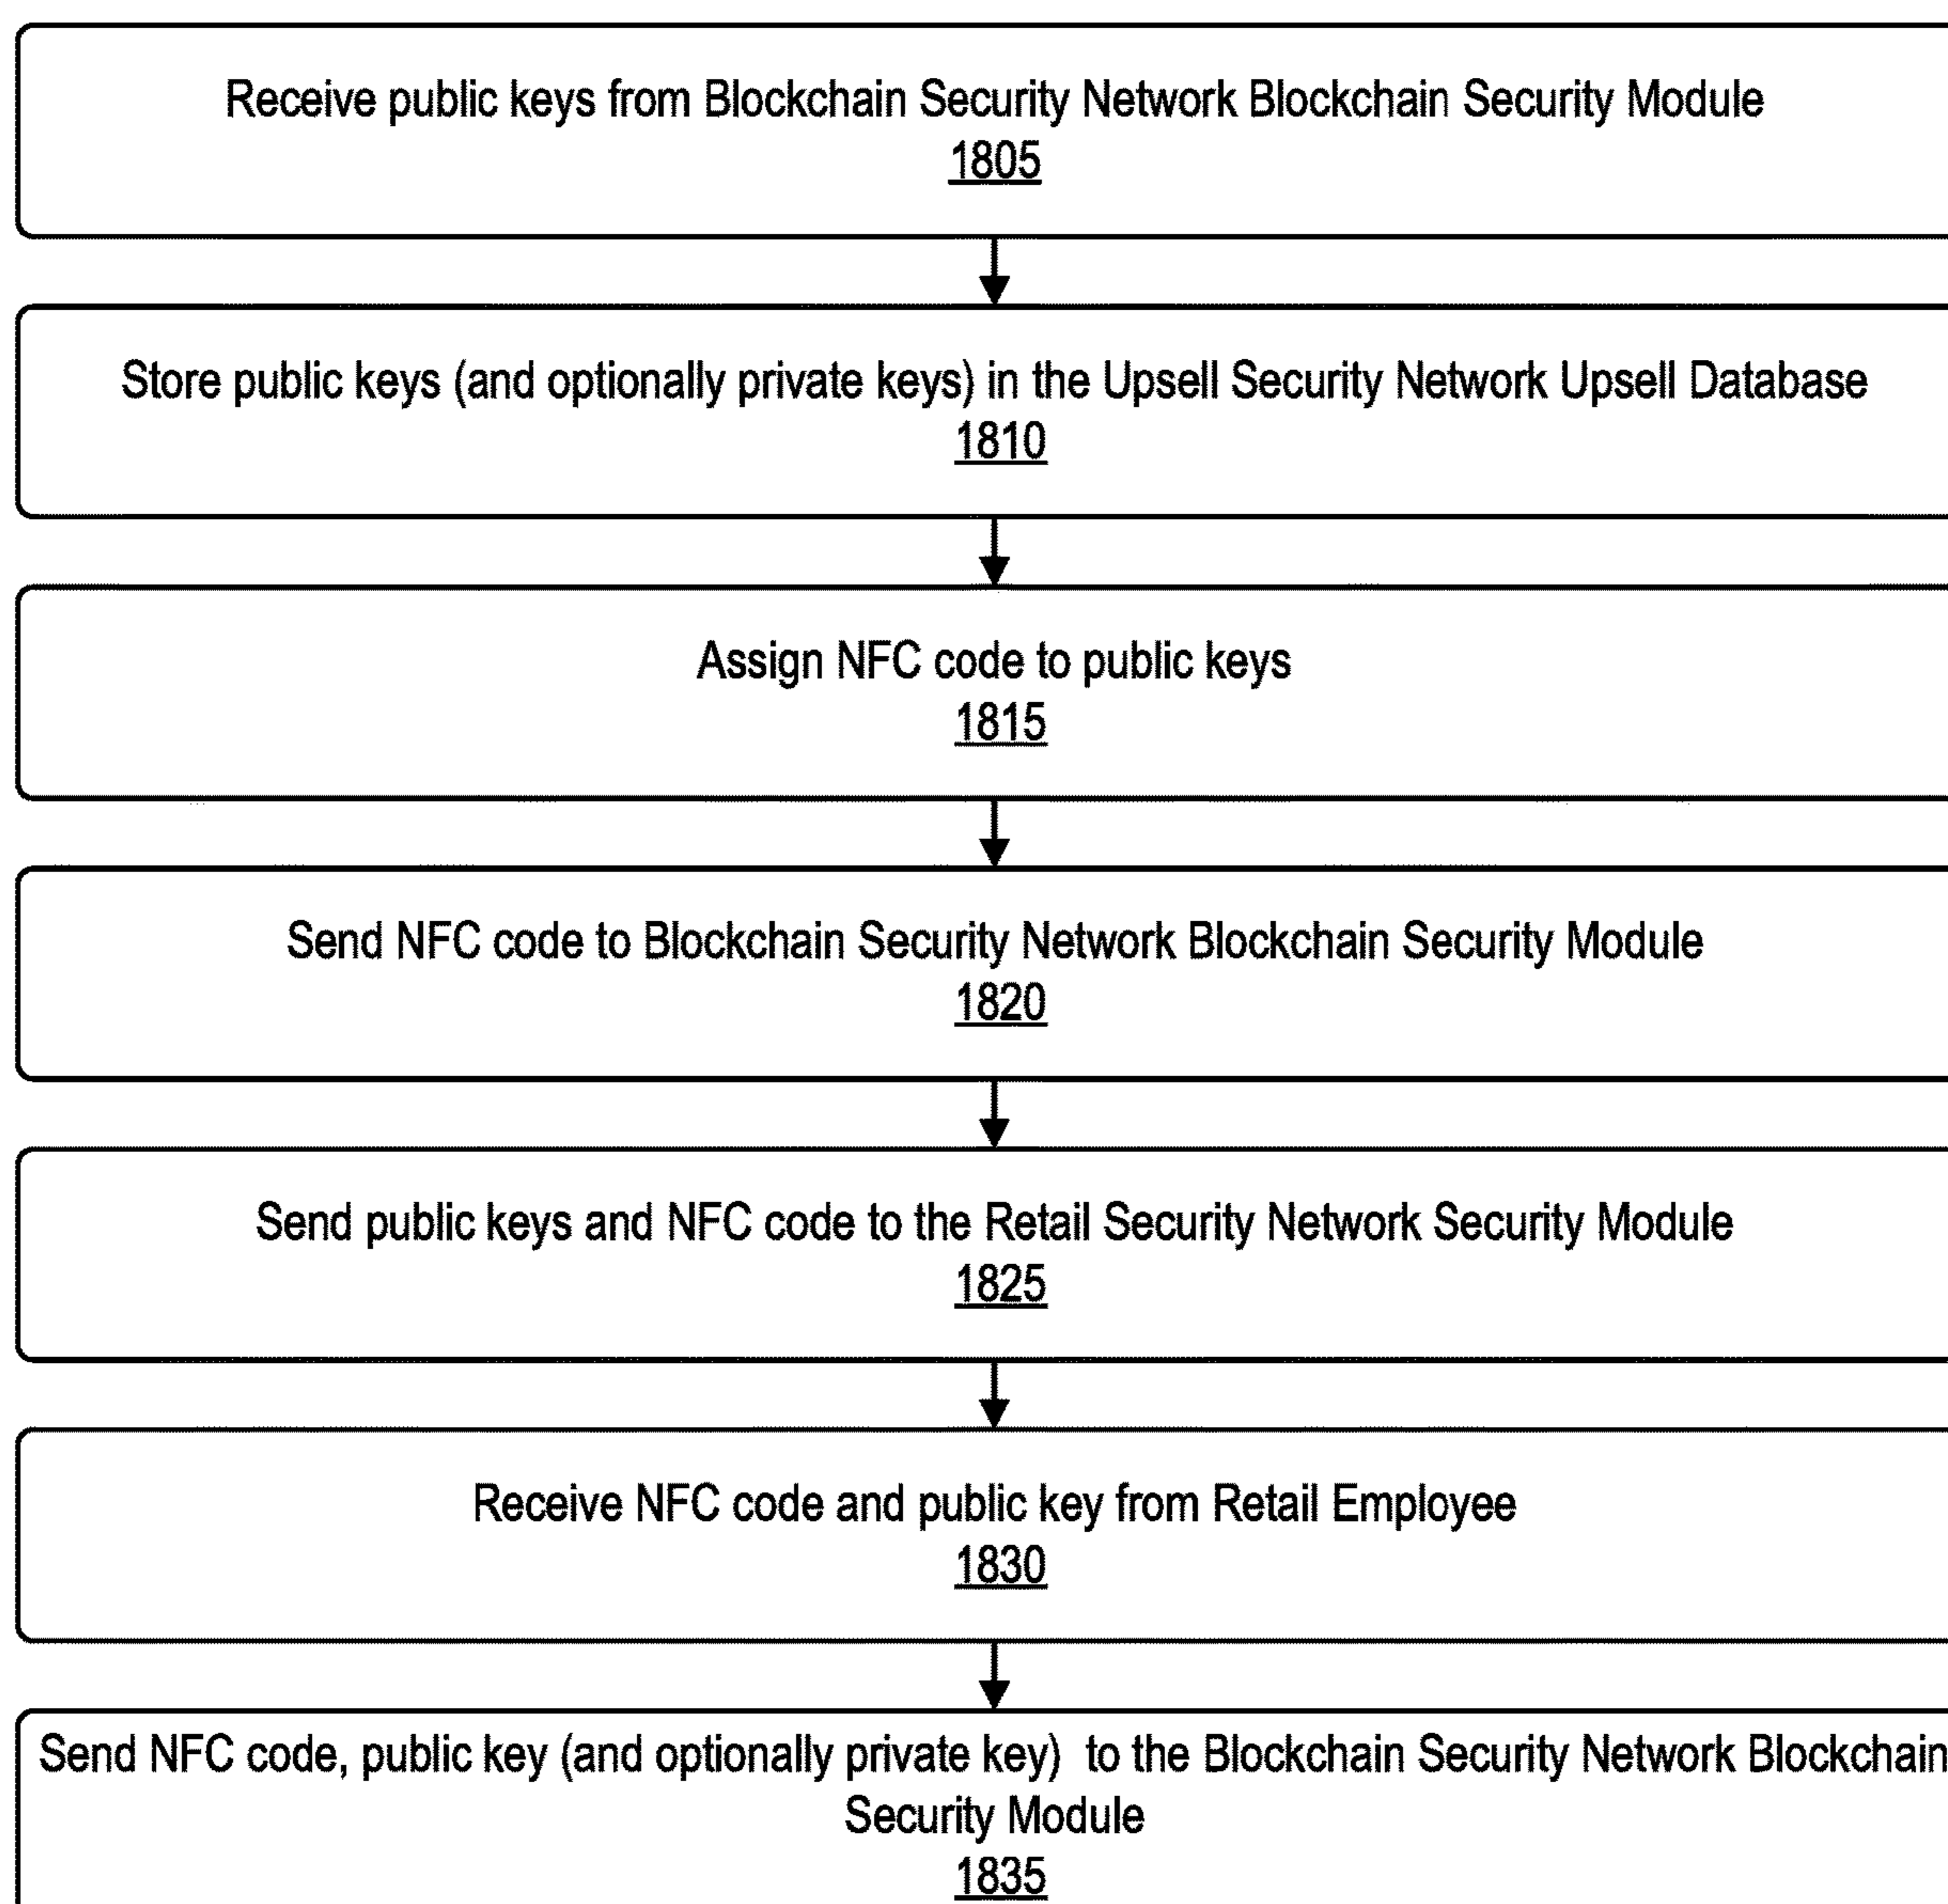 Receive public keys from Blockchain Security Network Blockchain Security Module
1805
Store public keys (and optionally private keys) in the Upsell Security Network Upsell Database
1810
Assign NFC code to public keys
1815
Send NFC code to Blockchain Security Network Blockchain Security Module
1820
Send public keys and NFC code to the Retail Security Network Security Module
1825
Receive NFC code and public key from Retail Employee
1830
Send NFC code, public key (and optionally private key) to the Blockchain Security Network Blockchain
Security Module
1835